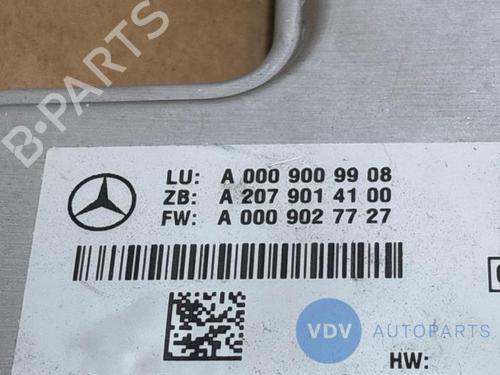 B-PARTS
LU: A 000 900 99 08
ZB: A 207 901 41 00
FW: A 000 902 77 27
VDV AUTOPARTS
HW: